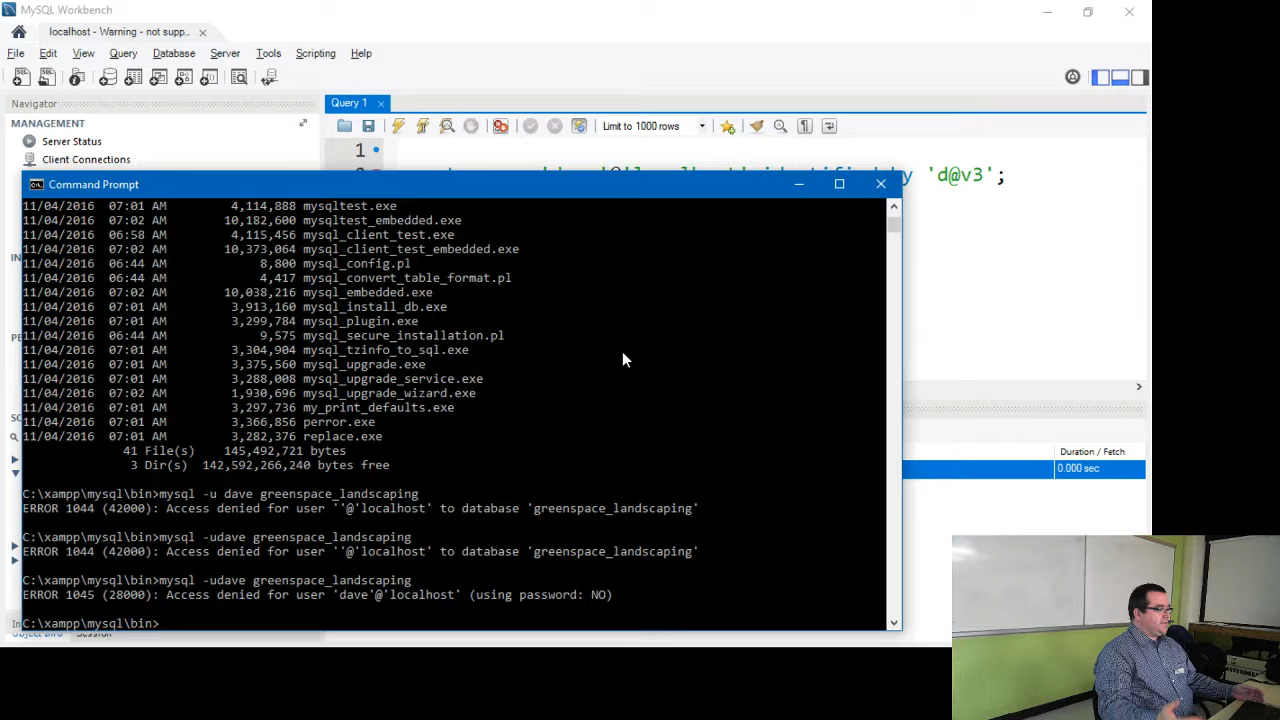 MySQL Workbench
localhost - Warning - not supp...
File Edit View Query Database Server Tools Scripting Help
Navigator
Query 1
MANAGEMENT
Server Status
Client Connections
Limit to 1000 rows
1
by 'd@v3';
Command Prompt
11/04/2016 07:01 AM 4,114,888 mysqltest.exe
11/04/2016 07:02 AM 10,182,600 mysqltest_embedded.exe
11/04/2016 06:58 AM 4,115,456 mysql_client_test.exe
11/04/2016 07:02 AM 10,373,064 mysql_client_test_embedded.exe
11/04/2016 06:44 AM 8,800 mysql_config.pl
11/04/2016 06:44 AM 4,417 mysql_convert_table_format.pl
11/04/2016 07:02 AM 10,038,216 mysql_embedded.exe
11/04/2016 07:01 AM 3,913,160 mysql_install_db.exe
11/04/2016 07:01 AM 3,299,784 mysql_plugin.exe
11/04/2016 06:44 AM 9,575 mysql_secure_installation.pl
11/04/2016 07:01 AM 3,304,904 mysql_tzinfo_to_sql.exe
11/04/2016 07:01 AM 3,375,560 mysql_upgrade.exe
11/04/2016 07:01 AM 3,288,008 mysql_upgrade_service.exe
11/04/2016 07:02 AM 1,930,696 mysql_upgrade_wizard.exe
11/04/2016 07:01 AM 3,297,736 my_print_defaults.exe
11/04/2016 07:01 AM 3,366,856 perror.exe
11/04/2016 07:01 AM 3,282,376 replace.exe
41 File(s) 145,492,721 bytes
3 Dir(s) 142,592,266,240 bytes free
C:\xampp\mysql\bin>mysql -u dave greenspace_landscaping
ERROR 1044 (42000): Access denied for user ''@'localhost' to database 'greenspace_landscaping'
C:\xampp\mysql\bin>mysql -udave greenspace_landscaping
ERROR 1044 (42000): Access denied for user ''@'localhost' to database 'greenspace_landscaping'
C:\xampp\mysql\bin>mysql -udave greenspace_landscaping
ERROR 1045 (28000): Access denied for user 'dave'@'localhost' (using password: NO)
C:\xampp\mysql\bin>
Duration / Fetch
0.000 sec